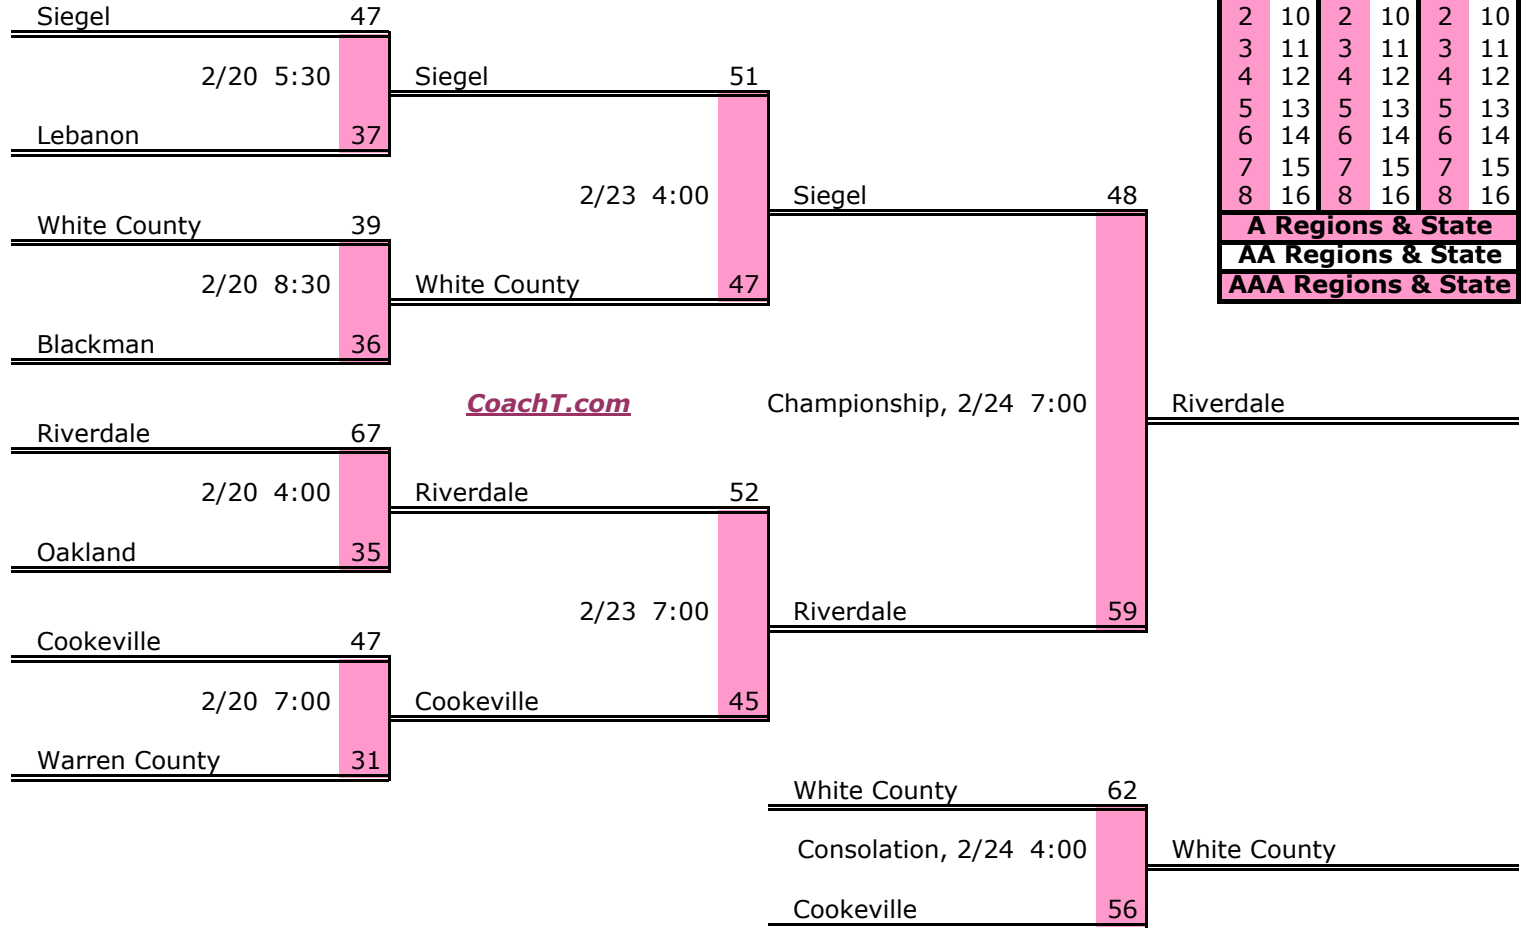 Siegel 47
2 10 2 10 2 10
3 11 3 11 3 11
2/20 5:30 Siegel 51
4 12 4 12 4 12
5 13 5 13 5 13
Lebanon 37
6 14 6 14 6 14
7 15 7 15 7 15
2/23 4:00 Siegel 48
8 16 8 16 8 16
White County 39
A Regions & State
AA Regions & State
2/20 8:30 White County 47
AAA Regions & State
Blackman 36
CoachT.com
Championship, 2/24 7:00 Riverdale
Riverdale 67
2/20 4:00 Riverdale 52
Oakland 35
2/23 7:00 Riverdale 59
Cookeville 47
2/20 7:00 Cookeville 45
Warren County 31
White County 62
Consolation, 2/24 4:00 White County
Cookeville 56